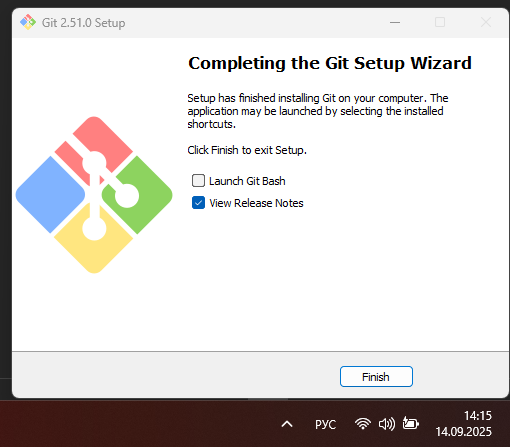 Git 2.51.0 Setup
Completing the Git Setup Wizard
Setup has finished installing Git on your computer. The
application may be launched by selecting the installed
shortcuts.
Click Finish to exit Setup.
Launch Git Bash
View Release Notes
Finish
РУС
14:15
14.09.2025